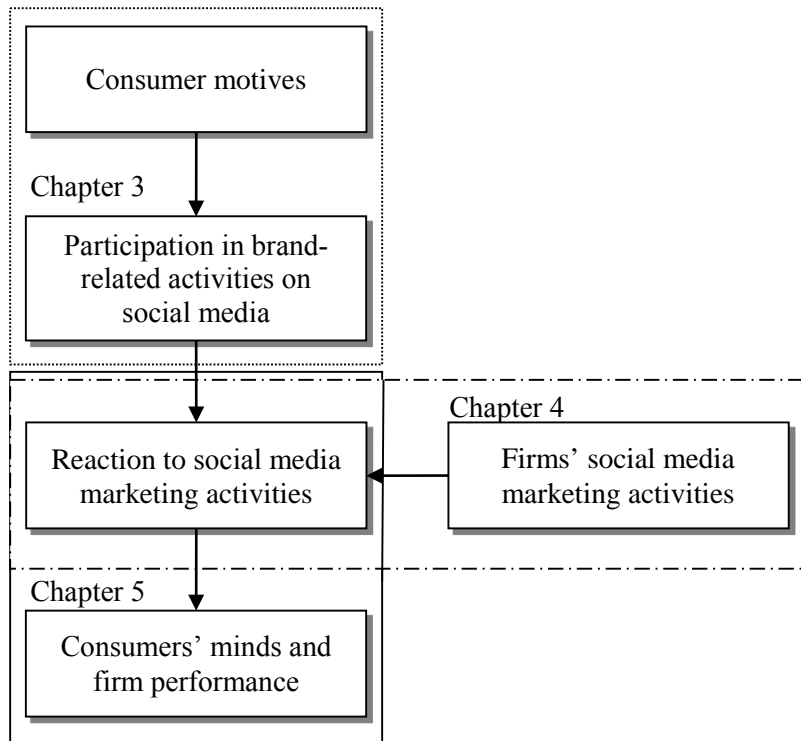 Consumer motives
Chapter 3
Participation in brand-
related activities on
social media
Chapter 4
Reaction to social media
marketing activities
Firms’ social media
marketing activities
Chapter 5
Consumers’ minds and
firm performance